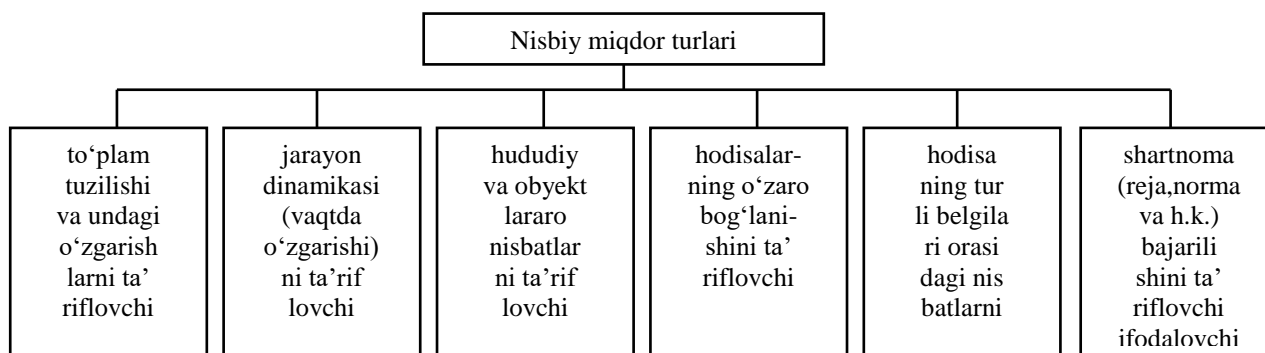 Nisbiy miqdor turlari
to‘plam
tuzilishi
va undagi
o‘zgarish
larni ta’
riflovchi
jarayon
dinamikasi
(vaqtda
o‘zgarishi)
ni ta’rif
lovchi
hududiy
va obyekt
lararo
nisbatlar
ni ta’rif
lovchi
hodisalar-
ning o‘zaro
bog‘lani-
shini ta’
riflovchi
hodisa
ning tur
li belgila
ri orasi
dagi nis
batlarni
shartnoma
(reja,norma
va h.k.)
bajarili
shini ta’
riflovchi
ifodalovchi